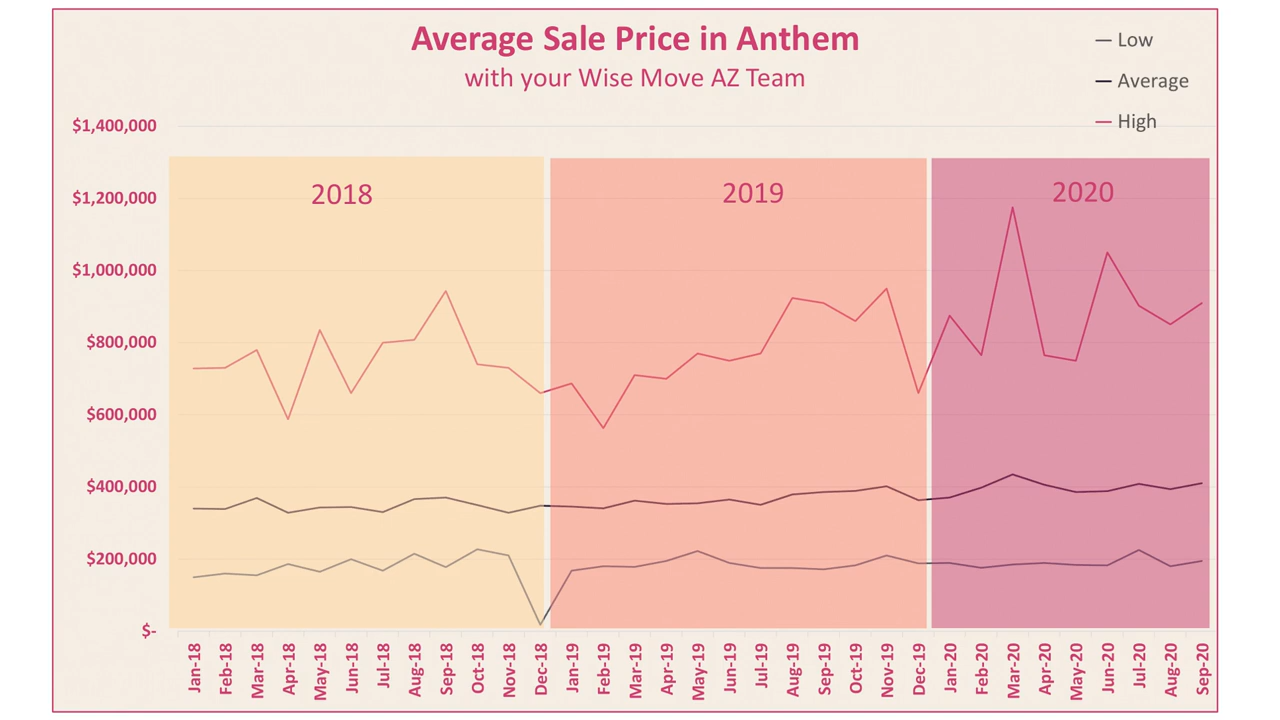 Average Sale Price in Anthem
with your Wise Move AZ Team
Low
Average
High
$1,400,000
$1,200,000
$1,000,000
$800,000
$600,000
$400,000
$200,000
$-
2018
2019
2020
Jan-18
Feb-18
Mar-18
Apr-18
May-18
Jun-18
Jul-18
Aug-18
Sep-18
Oct-18
Nov-18
Dec-18
Jan-19
Feb-19
Mar-19
Apr-19
May-19
Jun-19
Jul-19
Aug-19
Sep-19
Oct-19
Nov-19
Dec-19
Jan-20
Feb-20
Mar-20
Apr-20
May-20
Jun-20
Jul-20
Aug-20
Sep-20